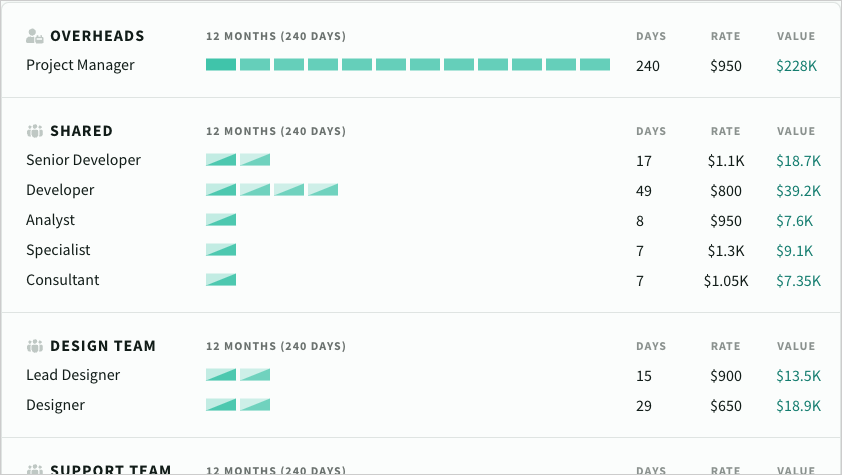 OVERHEADS 12 MONTHS (240 DAYS) DAYS RATE VALUE
Project Manager 240 $950 $228K
SHARED 12 MONTHS (240 DAYS) DAYS RATE VALUE
Senior Developer 17 $1.1K $18.7K
Developer 49 $800 $39.2K
Analyst 8 $950 $7.6K
Specialist 7 $1.3K $9.1K
Consultant 7 $1.05K $7.35K
DESIGN TEAM 12 MONTHS (240 DAYS) DAYS RATE VALUE
Lead Designer 15 $900 $13.5K
Designer 29 $650 $18.9K
SUPPORT TEAM 12 MONTHS (240 DAYS) DAYS RATE VALUE